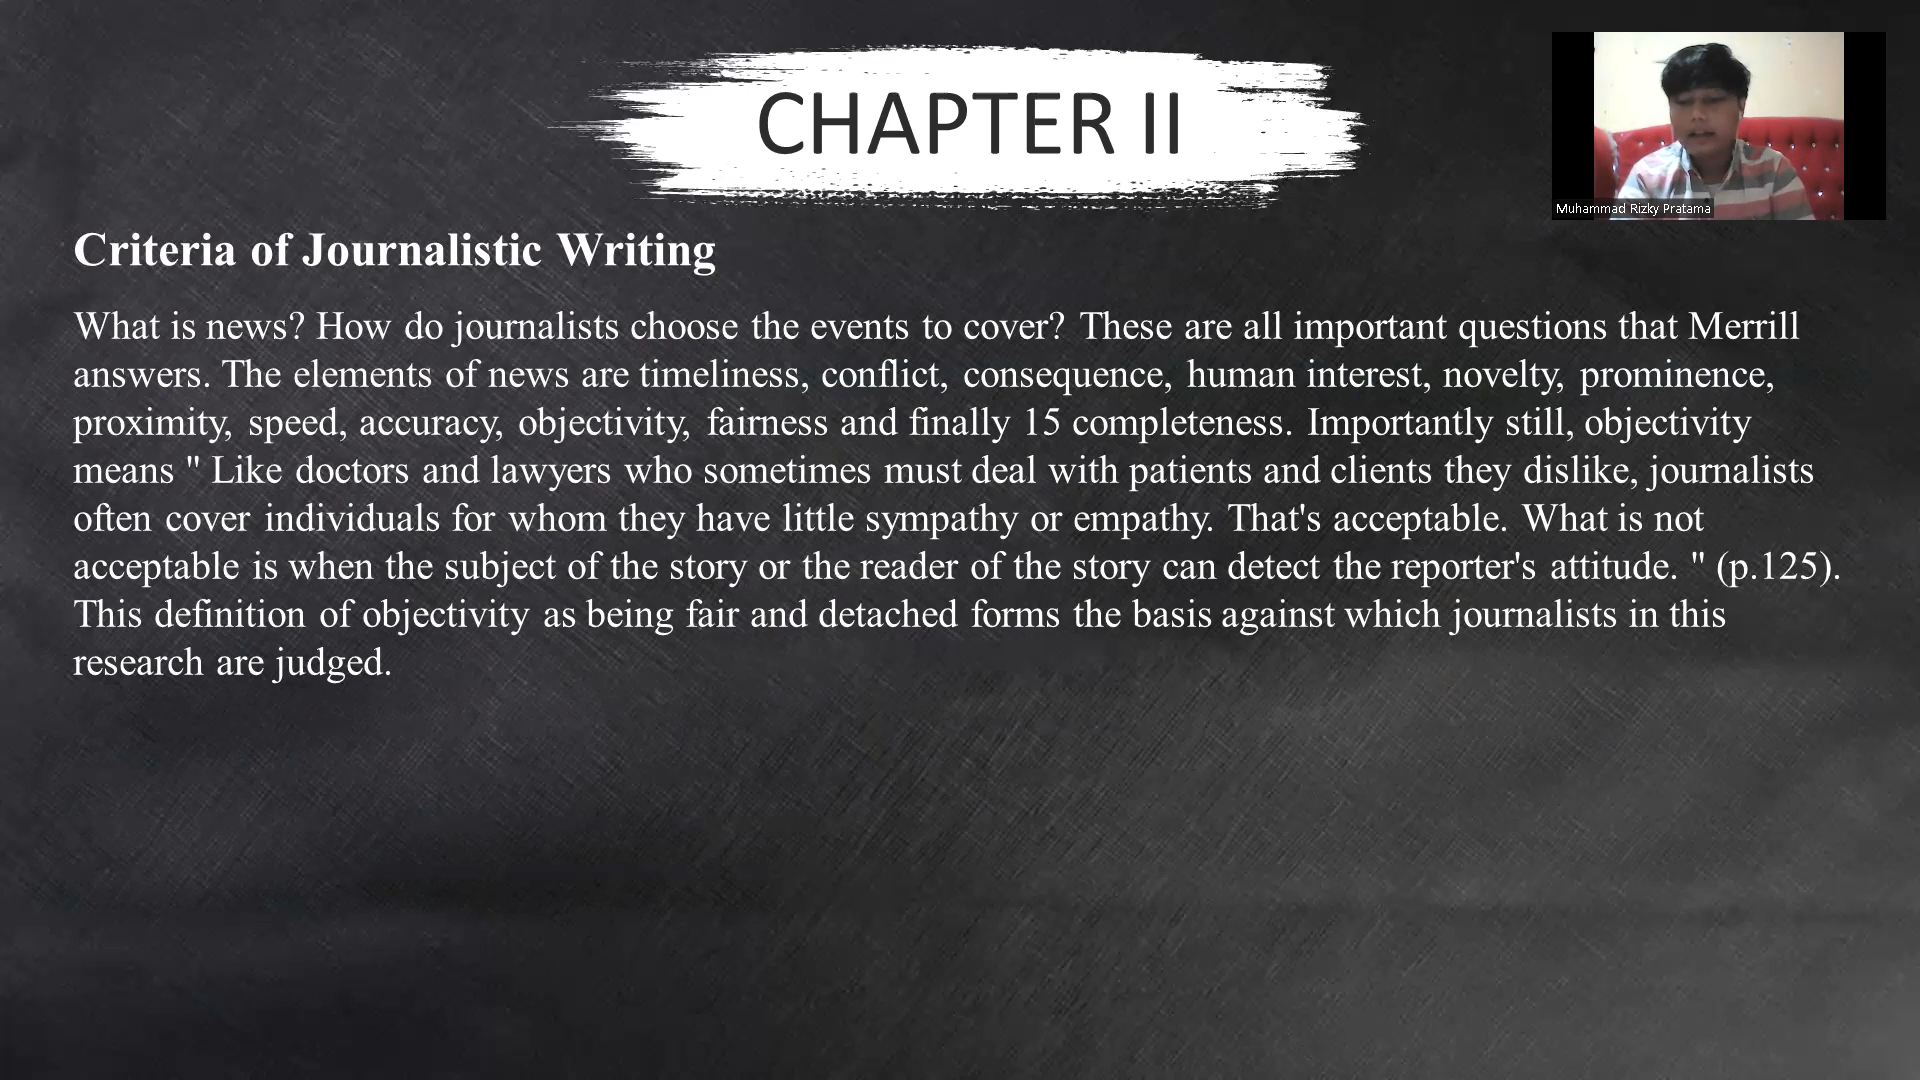 CHAPTER II
Muhammad Rizky Pratama
Criteria of Journalistic Writing
What is news? How do journalists choose the events to cover? These are all important questions that Merrill
answers. The elements of news are timeliness, conflict, consequence, human interest, novelty, prominence,
proximity, speed, accuracy, objectivity, fairness and finally 15 completeness. Importantly still, objectivity
means " Like doctors and lawyers who sometimes must deal with patients and clients they dislike, journalists
often cover individuals for whom they have little sympathy or empathy. That's acceptable. What is not
acceptable is when the subject of the story or the reader of the story can detect the reporter's attitude. " (p.125).
This definition of objectivity as being fair and detached forms the basis against which journalists in this
research are judged.